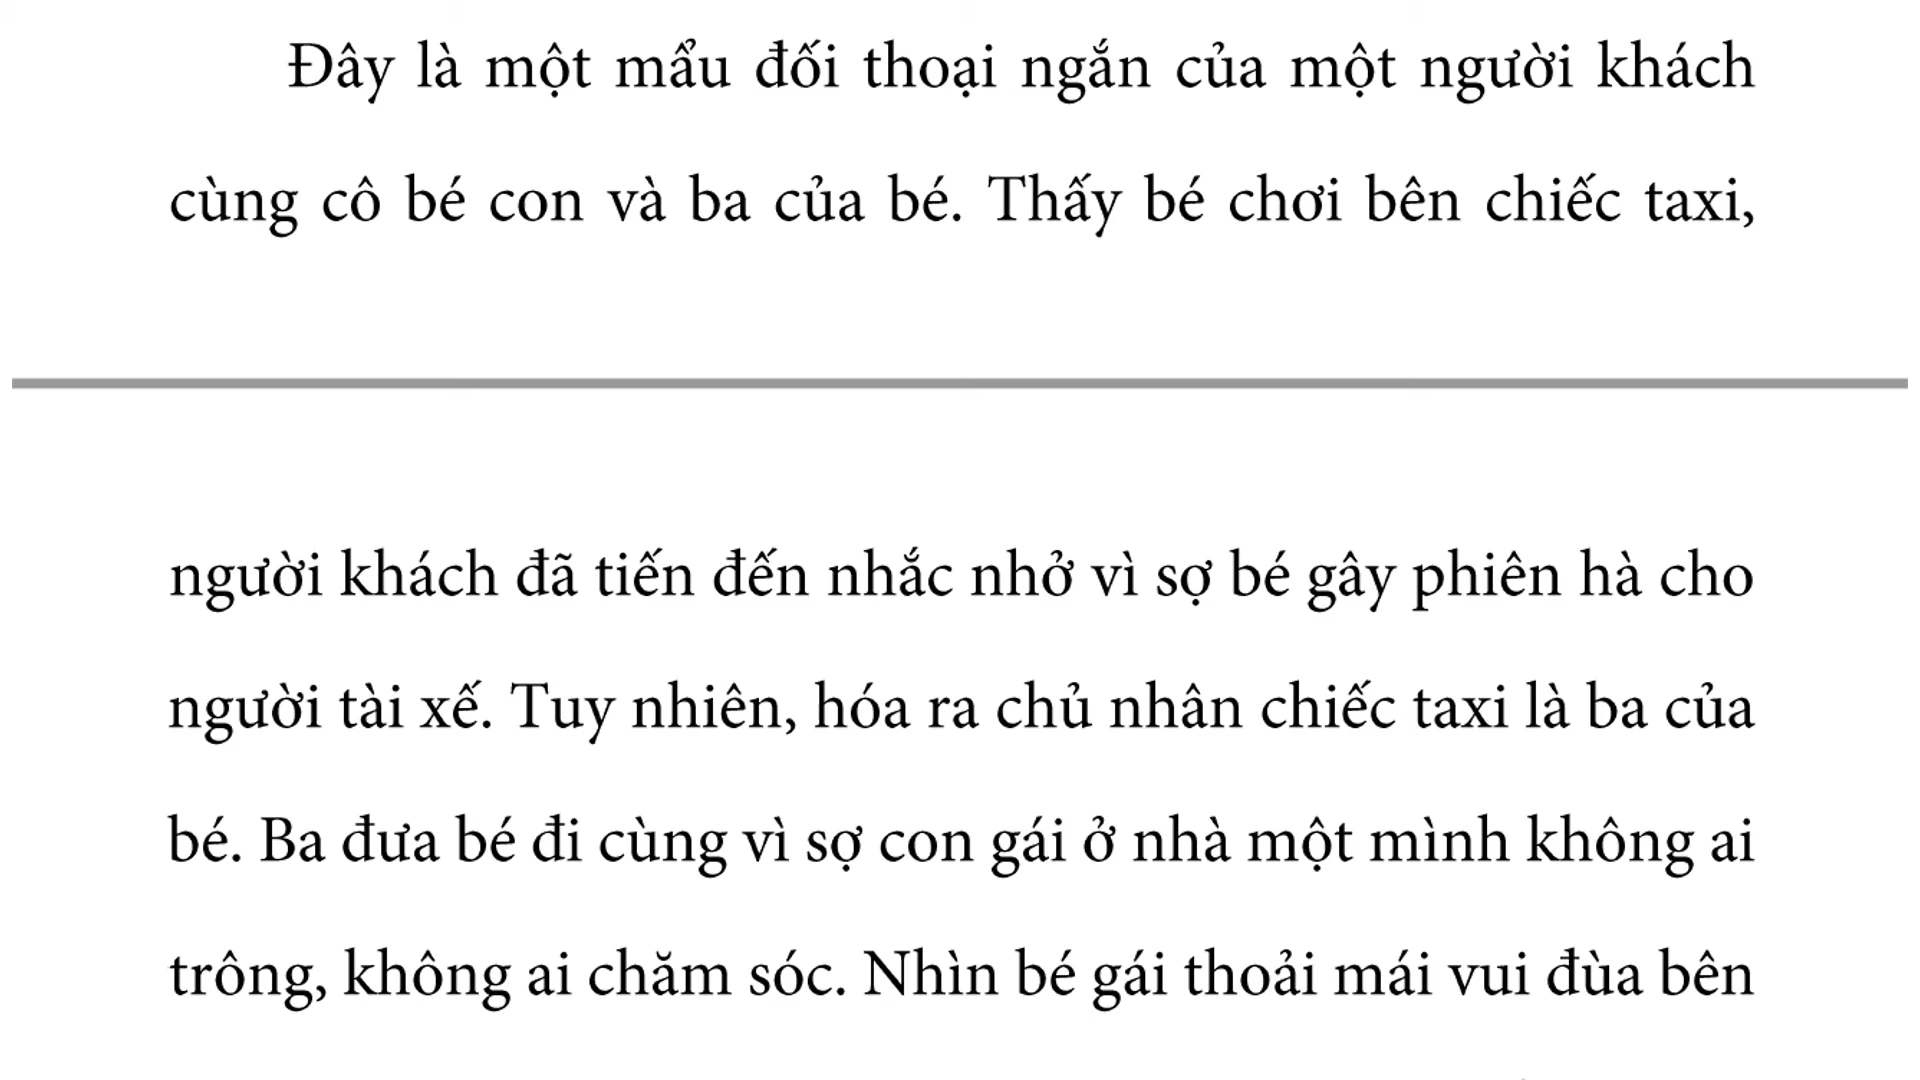 Đây là một mẩu đối thoại ngắn của một người khách
cùng cô bé con và ba của bé. Thấy bé chơi bên chiếc taxi,
người khách đã tiến đến nhắc nhở vì sợ bé gây phiên hà cho
người tài xế. Tuy nhiên, hóa ra chủ nhân chiếc taxi là ba của
bé. Ba đưa bé đi cùng vì sợ con gái ở nhà một mình không ai
trông, không ai chăm sóc. Nhìn bé gái thoải mái vui đùa bên